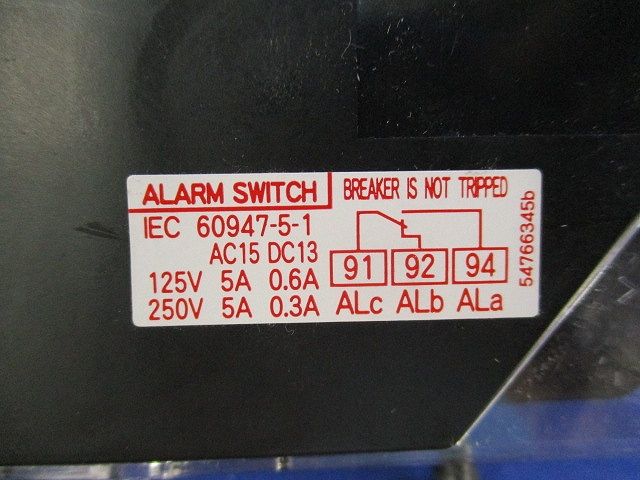 ALARM SWITCH
IEC 60947-5-1
AC15 DC13
125V 5A 0.6A
250V 5A 0.3A
BREAKER IS NOT TRIPPED
91 92 94
ALc ALb ALa
54766345b